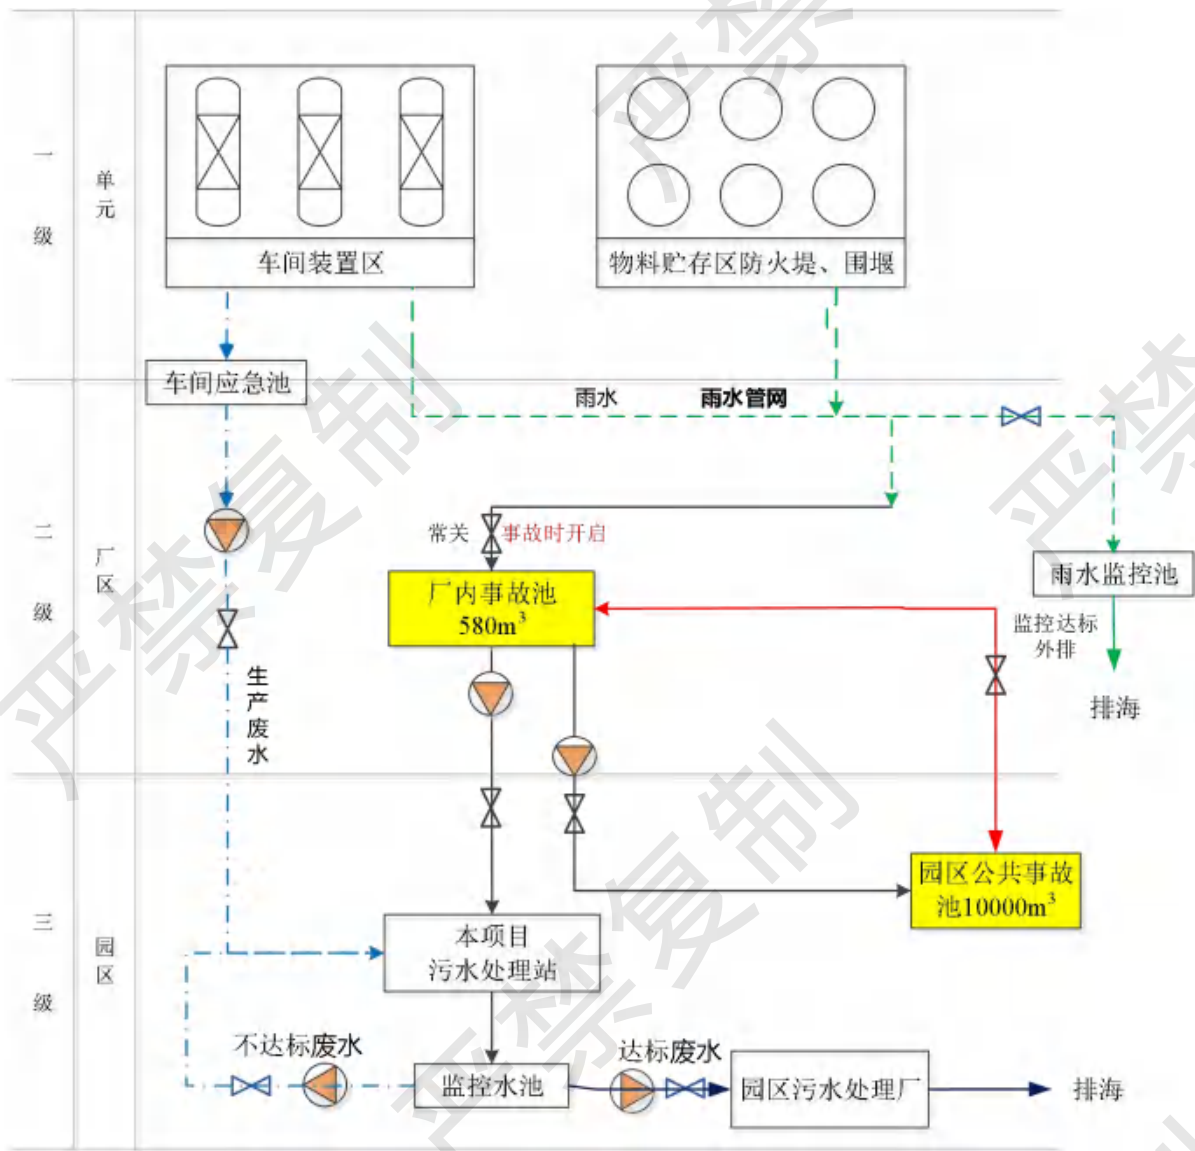 严禁复制
严禁
一级
单元
车间装置区
物料贮存区防火堤、围堰
车间应急池
雨水
雨水管网
二级
厂区
常关
事故时开启
厂内事故池
580m³
雨水监控池
监控达标
外排
排海
生产废水
三级
园区
园区公共事故
池10000m³
本项目
污水处理站
不达标废水
达标废水
监控水池
园区污水处理厂
排海
严禁复制
严禁